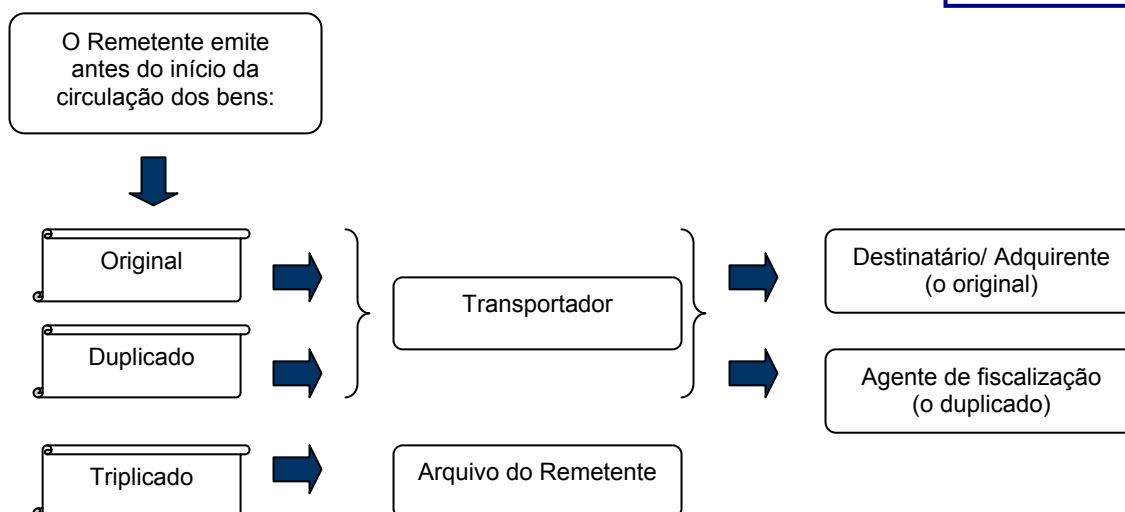 O Remetente emite
antes do início da
circulação dos bens:
Original
Duplicado
Triplicado
Transportador
Arquivo do Remetente
Destinatário/ Adquirente
(o original)
Agente de fiscalização
(o duplicado)